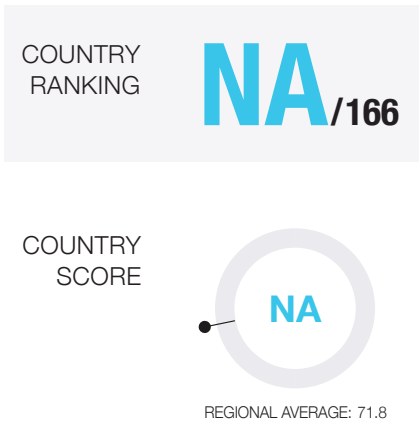 COUNTRY
RANKING
NA/166
COUNTRY
SCORE
NA
REGIONAL AVERAGE: 71.8